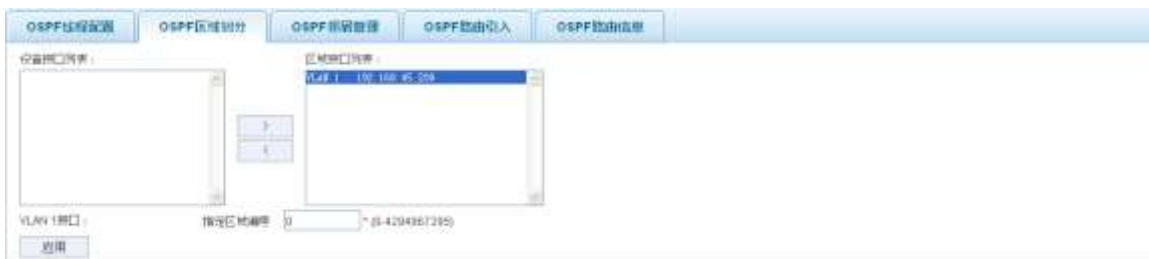 OSPF进程配置 OSPF区域划分 OSPF邻居管理 OSPF路由引入 OSPF路由信息
设备接口列表: 区域接口列表:
VLAN 1 192.168.
VLAN 1接口: 指定区域编号 0 * (0-4294967295)
应用